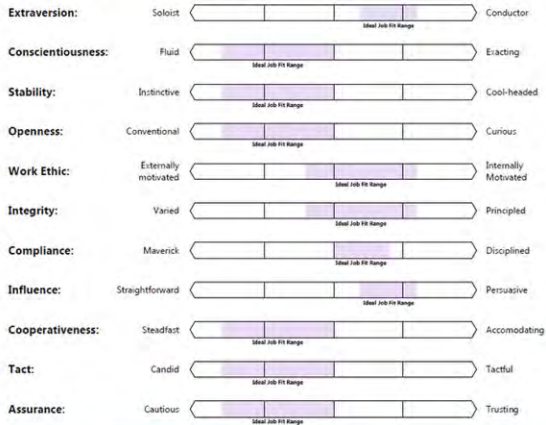 Extraversion: Soloist Conductor
Ideal Job Fit Range
Conscientiousness: Fluid Exacting
Ideal Job Fit Range
Stability: Instinctive Cool-headed
Ideal Job Fit Range
Openness: Conventional Curious
Ideal Job Fit Range
Work Ethic: Externally motivated Internally Motivated
Ideal Job Fit Range
Integrity: Varied Principled
Ideal Job Fit Range
Compliance: Maverick Disciplined
Ideal Job Fit Range
Influence: Straightforward Persuasive
Ideal Job Fit Range
Cooperativeness: Steadfast Accomodating
Ideal Job Fit Range
Tact: Candid Tactful
Ideal Job Fit Range
Assurance: Cautious Trusting
Ideal Job Fit Range